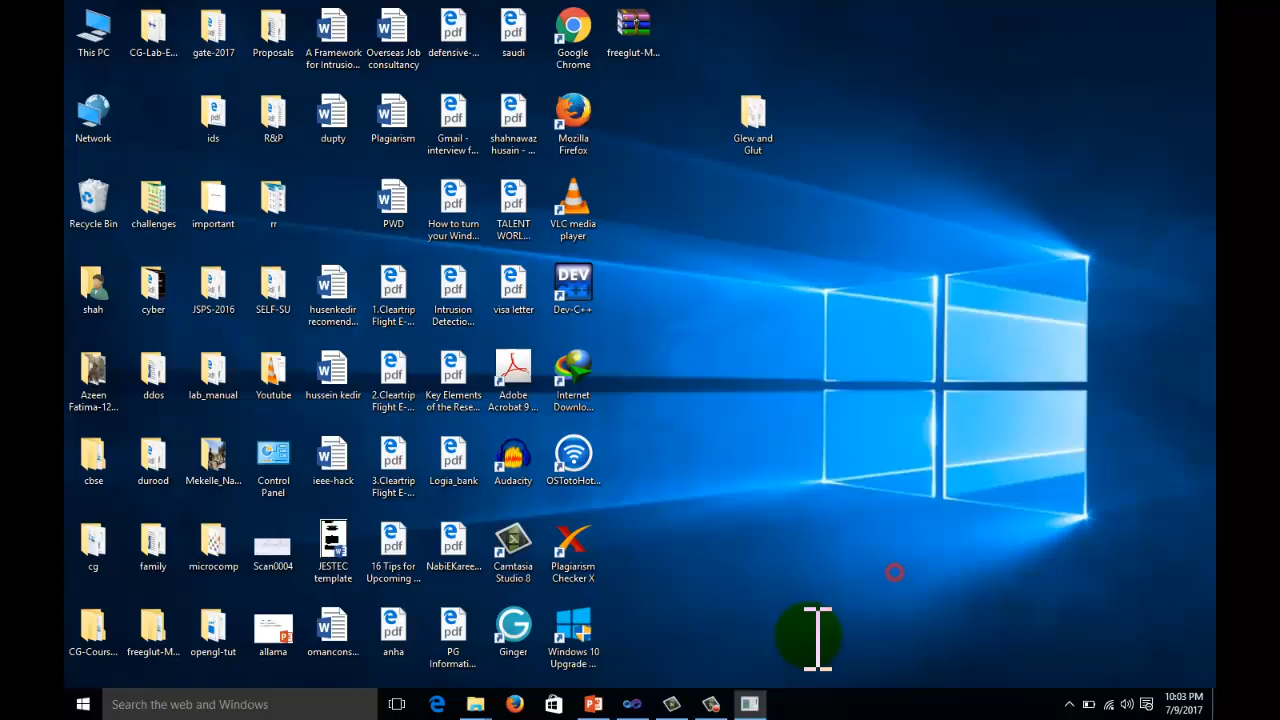 This PC
CG-Lab-E...
gate-2017
Proposals
A Framework
for Intrusio...
Overseas Job
consultancy
defensive-...
saudi
Google
Chrome
freeglut-M...
Network
ids
R&P
dupty
Plagiarism
Gmail -
interview f...
shahnawaz
husain - ...
Mozilla
Firefox
Glew and
Glut
Recycle Bin
challenges
important
rr
PWD
How to turn
your Wind...
TALENT
WORL...
VLC media
player
shah
cyber
JSPS-2016
SELF-SU
husenkedir
recomend...
1.Cleartrip
Flight E-...
Intrusion
Detectio...
visa letter
Dev-C++
Azeen
Fatima-12...
ddos
lab_manual
Youtube
hussein kedir
2.Cleartrip
Flight E-...
Key Elements
of the Rese...
Adobe
Acrobat 9 ...
Internet
Downlo...
cbse
durood
Mekelle_Na...
Control
Panel
ieee-hack
3.Cleartrip
Flight E-...
Logia_bank
Audacity
OSTotoHot...
cg
family
microcomp
Scan0004
JESTEC
template
16 Tips for
Upcoming ...
NabiEKaree...
Camtasia
Studio 8
Plagiarism
Checker X
CG-Cours...
freeglut-M...
opengl-tut
allama
omancons...
anha
PG
Informati...
Ginger
Windows 10
Upgrade ...
Search the web and Windows
10:03 PM
7/9/2017